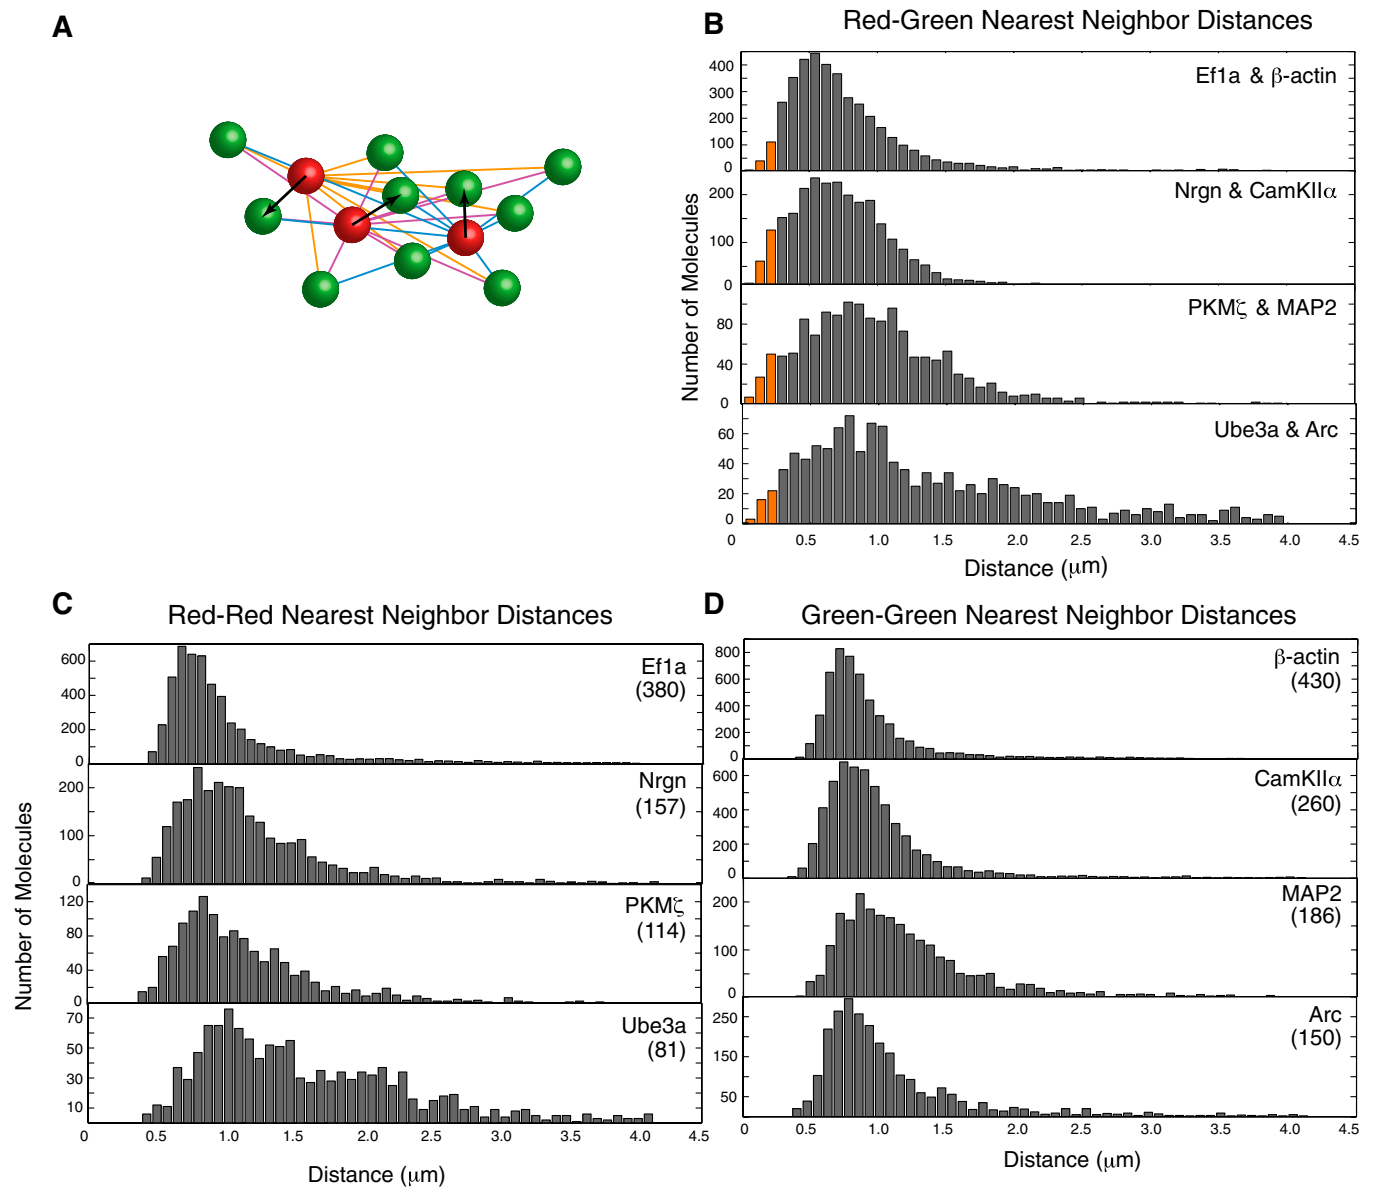 A
B
Red-Green Nearest Neighbor Distances
Ef1a & β-actin
400
300
200
100
0
Nrgn & CamKIIα
200
100
0
PKMζ & MAP2
80
40
0
Ube3a & Arc
60
40
20
0
Number of Molecules
0 0.5 1.0 1.5 2.0 2.5 3.0 3.5 4.0 4.5
Distance (μm)
C
Red-Red Nearest Neighbor Distances
Ef1a
(380)
600
400
200
0
Nrgn
(157)
200
100
0
PKMζ
(114)
120
80
40
0
Ube3a
(81)
70
50
30
10
Number of Molecules
0 0.5 1.0 1.5 2.0 2.5 3.0 3.5 4.0 4.5
Distance (μm)
D
Green-Green Nearest Neighbor Distances
β-actin
(430)
800
600
400
200
0
CamKIIα
(260)
600
400
200
0
MAP2
(186)
200
100
0
Arc
(150)
250
150
50
0 0.5 1.0 1.5 2.0 2.5 3.0 3.5 4.0 4.5
Distance (μm)